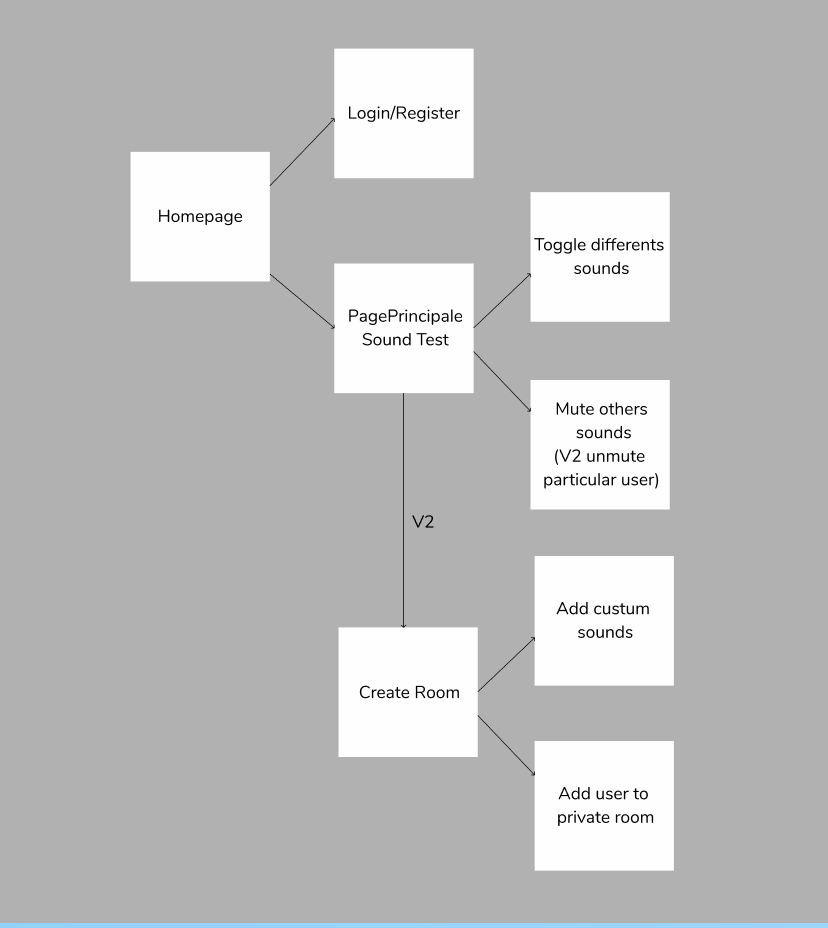 Login/Register
Homepage
Toggle differents
sounds
PagePrincipale
Sound Test
Mute others
sounds
(V2 unmute
particular user)
V2
Add custum
sounds
Create Room
Add user to
private room